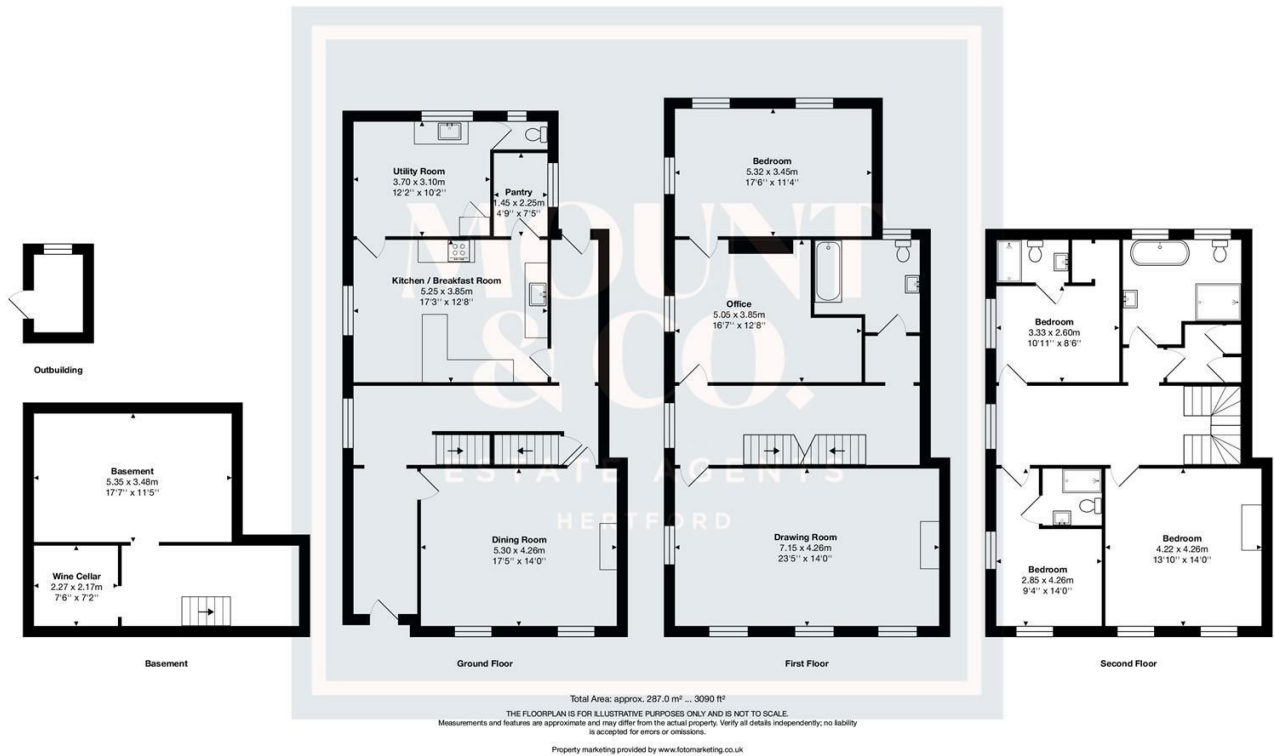 Utility Room
3.70 x 3.10m
12'2'' x 10'2''
Pantry
1.45 x 2.25m
4'9'' x 7'5''
Kitchen / Breakfast Room
5.25 x 3.85m
17'3'' x 12'8''
Dining Room
5.30 x 4.26m
17'5'' x 14'0''
Ground Floor
Bedroom
5.32 x 3.45m
17'6'' x 11'4''
Office
5.05 x 3.85m
16'7'' x 12'8''
Drawing Room
7.15 x 4.26m
23'5'' x 14'0''
First Floor
Bedroom
3.33 x 2.60m
10'11'' x 8'6''
Bedroom
2.85 x 4.26m
9'4'' x 14'0''
Bedroom
4.22 x 4.26m
13'10'' x 14'0''
Second Floor
Outbuilding
Basement
5.35 x 3.48m
17'7'' x 11'5''
Wine Cellar
2.27 x 2.17m
7'6'' x 7'2''
Basement
MOUNT
& CO.
ESTATE AGENTS
HERTFORD
Total Area: approx. 287.0 m² ... 3090 ft²
THE FLOORPLAN IS FOR ILLUSTRATIVE PURPOSES ONLY AND IS NOT TO SCALE.
Measurements and features are approximate and may differ from the actual property. Verify all details independently; no liability
is accepted for errors or omissions.
Property marketing provided by www.fotomarketing.co.uk